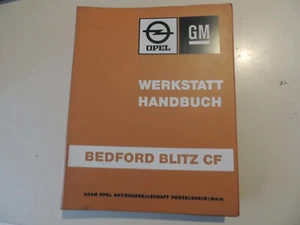 OPEL
GM
WERKSTATT
HANDBUCH
BEDFORD BLITZ CF
ADAM OPEL AKTIENGESELLSCHAFT RÜSSELSHEIM/MAIN